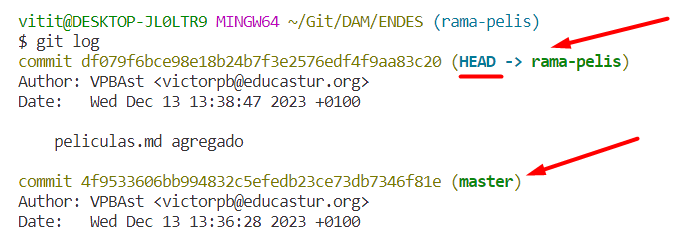 vitit@DESKTOP-JL0LTR9 MINGW64 ~/Git/DAM/ENDES (rama-pelis)
$ git log
commit df079f6bce98e18b24b7f3e2576edf4f9aa83c20 (HEAD -> rama-pelis)
Author: VPBAst <victorpb@educastur.org>
Date:   Wed Dec 13 13:38:47 2023 +0100
    peliculas.md agregado
commit 4f9533606bb994832c5efedb23ce73db7346f81e (master)
Author: VPBAst <victorpb@educastur.org>
Date:   Wed Dec 13 13:36:28 2023 +0100